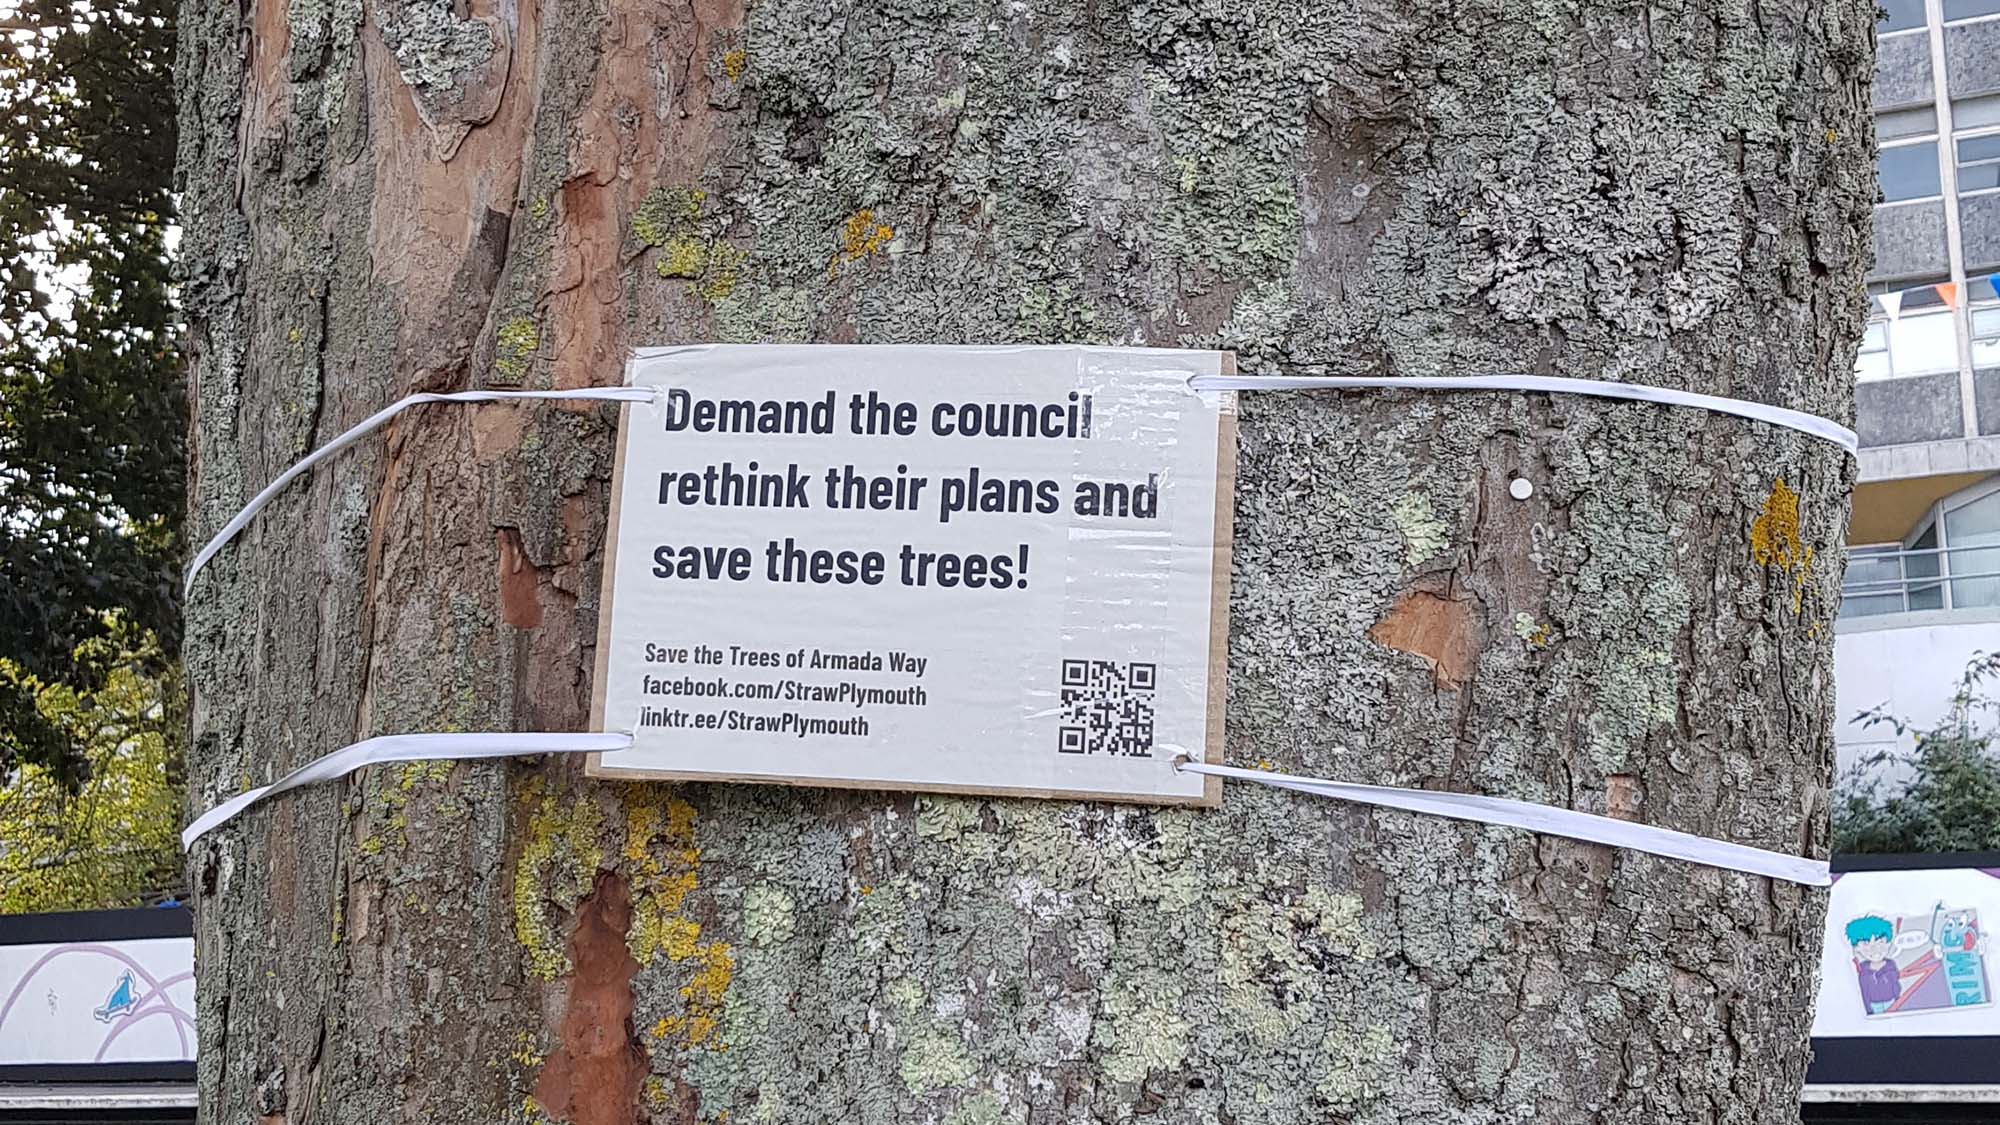 Demand the council
rethink their plans and
save these trees!
Save the Trees of Armada Way
facebook.com/StrawPlymouth
linktr.ee/StrawPlymouth